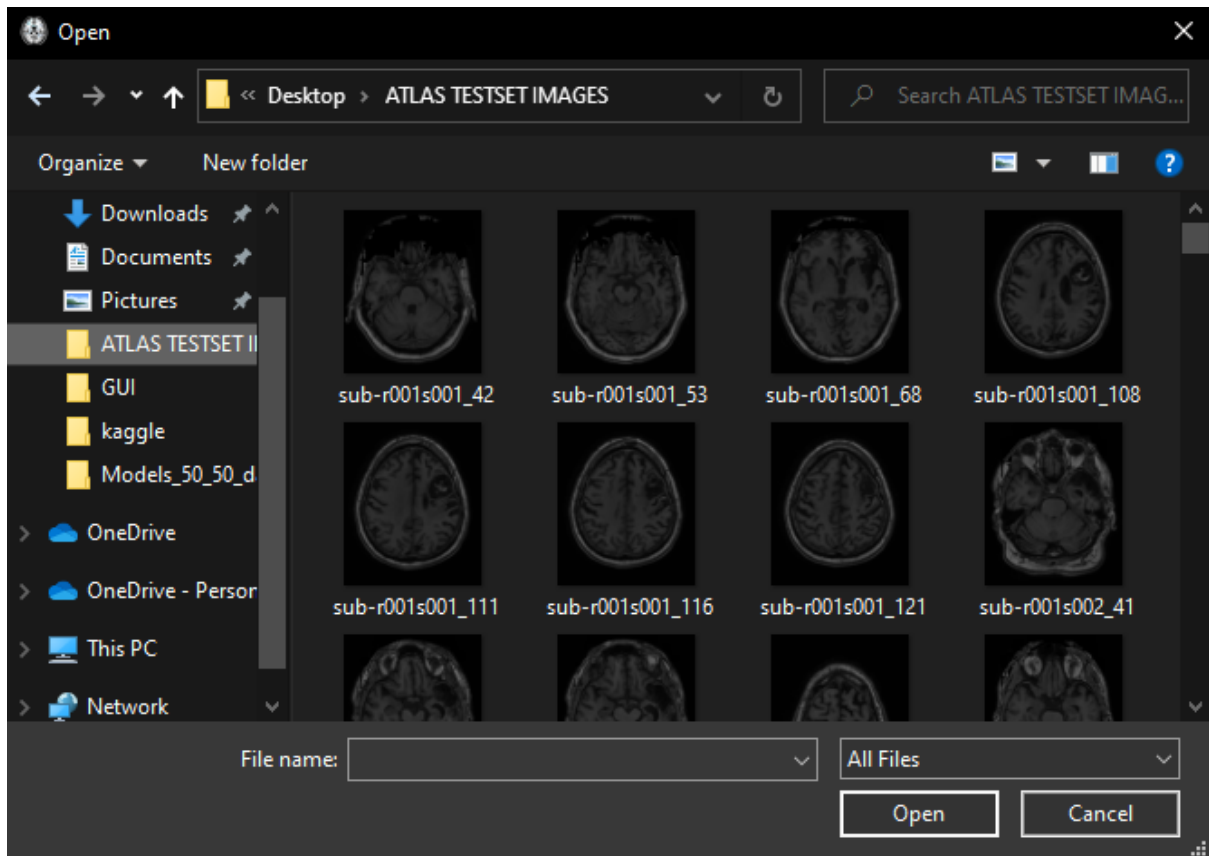 Open
« Desktop > ATLAS TESTSET IMAGES
Search ATLAS TESTSET IMAG...
Organize New folder
?
Downloads
Documents
Pictures
ATLAS TESTSET II
GUI
kaggle
Models_50_50_d
OneDrive
OneDrive - Person
This PC
Network
sub-r001s001_42 sub-r001s001_53 sub-r001s001_68 sub-r001s001_108
sub-r001s001_111 sub-r001s001_116 sub-r001s001_121 sub-r001s002_41
File name:
All Files
Open Cancel